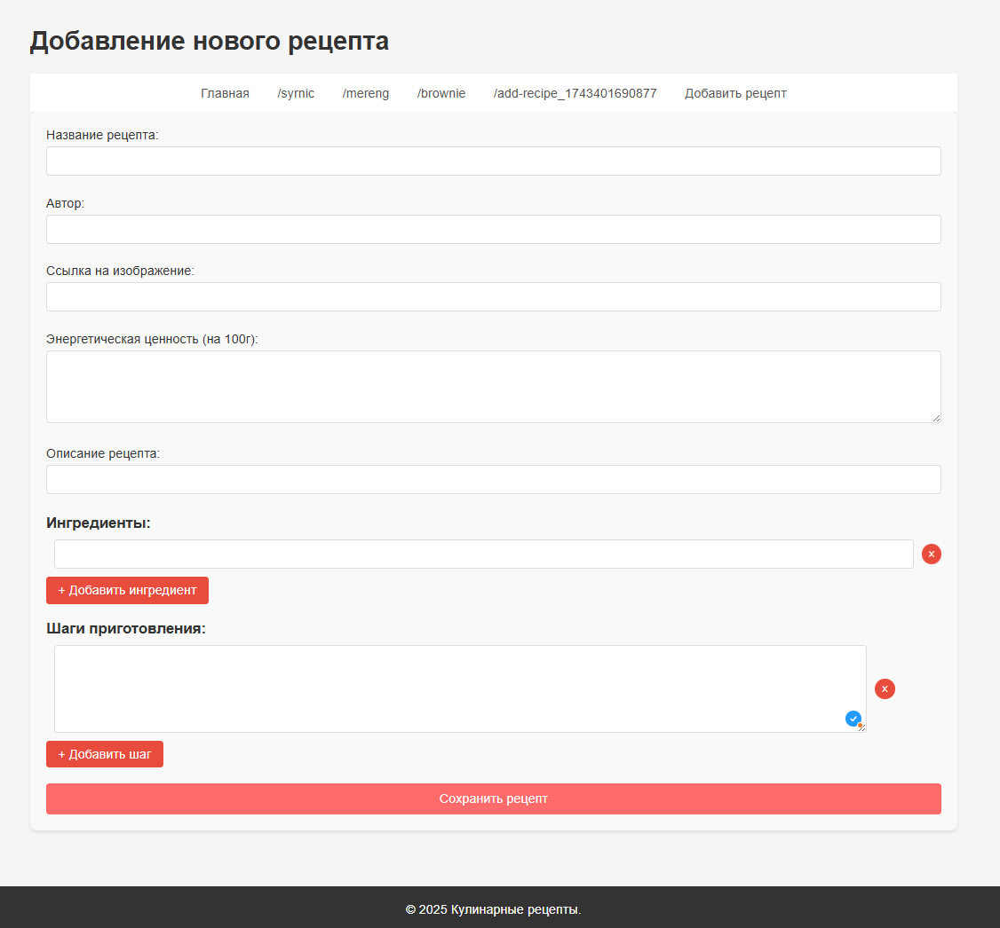 Добавление нового рецепта
Главная /syrnic /mereng /brownie /add-recipe_1743401690877 Добавить рецепт
Название рецепта:
Автор:
Ссылка на изображение:
Энергетическая ценность (на 100г):
Описание рецепта:
Ингредиенты:
x
+ Добавить ингредиент
Шаги приготовления:
x
+ Добавить шаг
Сохранить рецепт
© 2025 Кулинарные рецепты.